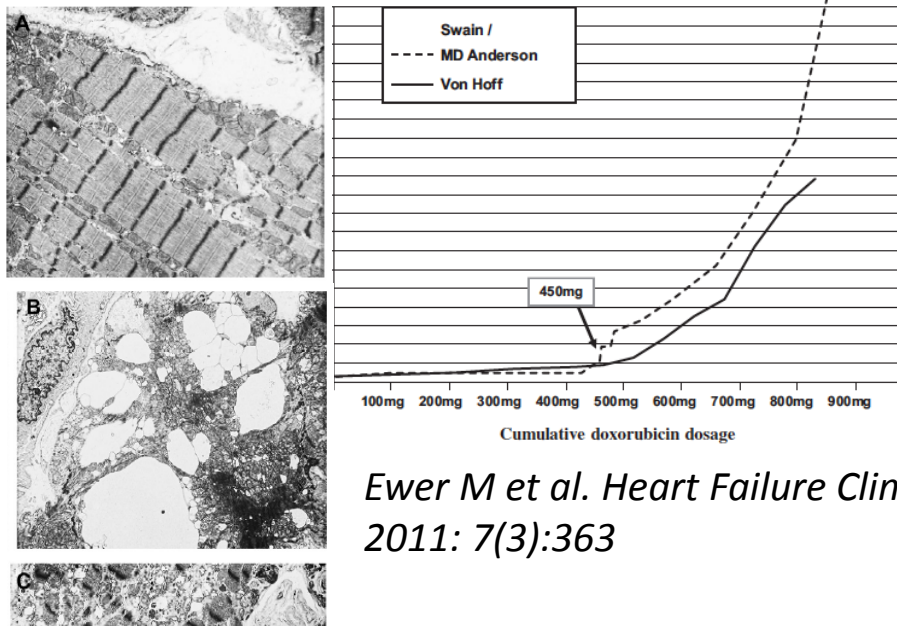 A
B
C
Swain /
MD Anderson
Von Hoff
450mg
100mg 200mg 300mg 400mg 500mg 600mg 700mg 800mg 900mg
Cumulative doxorubicin dosage
Ewer M et al. Heart Failure Clin
2011: 7(3):363